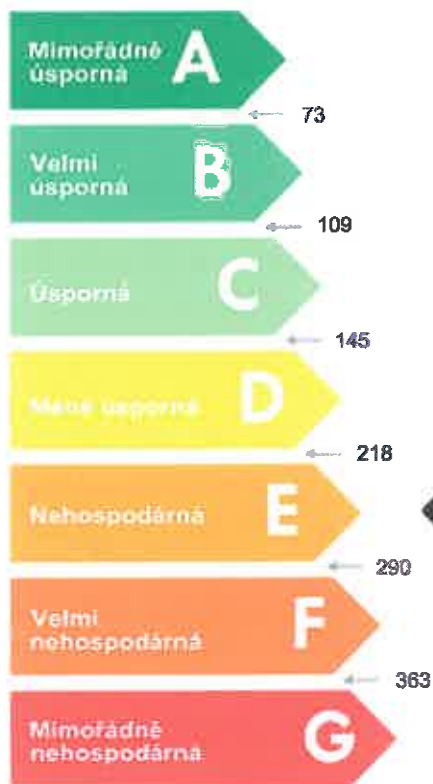 Mimořádně
úsporná
A
73
Velmi
úsporná
B
109
Úsporná
C
145
Méně úsporná
D
218
Nehospodárná
E
290
Velmi
nehospodárná
F
363
Mimořádně
nehospodárná
G